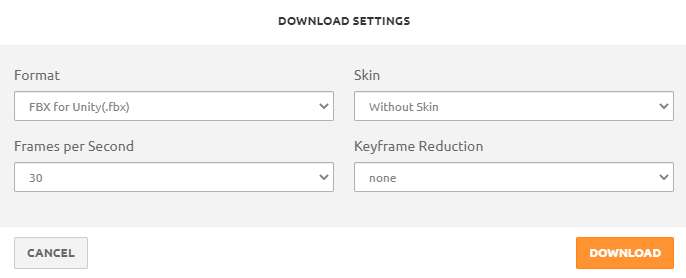 DOWNLOAD SETTINGS
Format
Skin
FBX for Unity(.fbx)
Without Skin
Frames per Second
Keyframe Reduction
30
none
CANCEL
DOWNLOAD